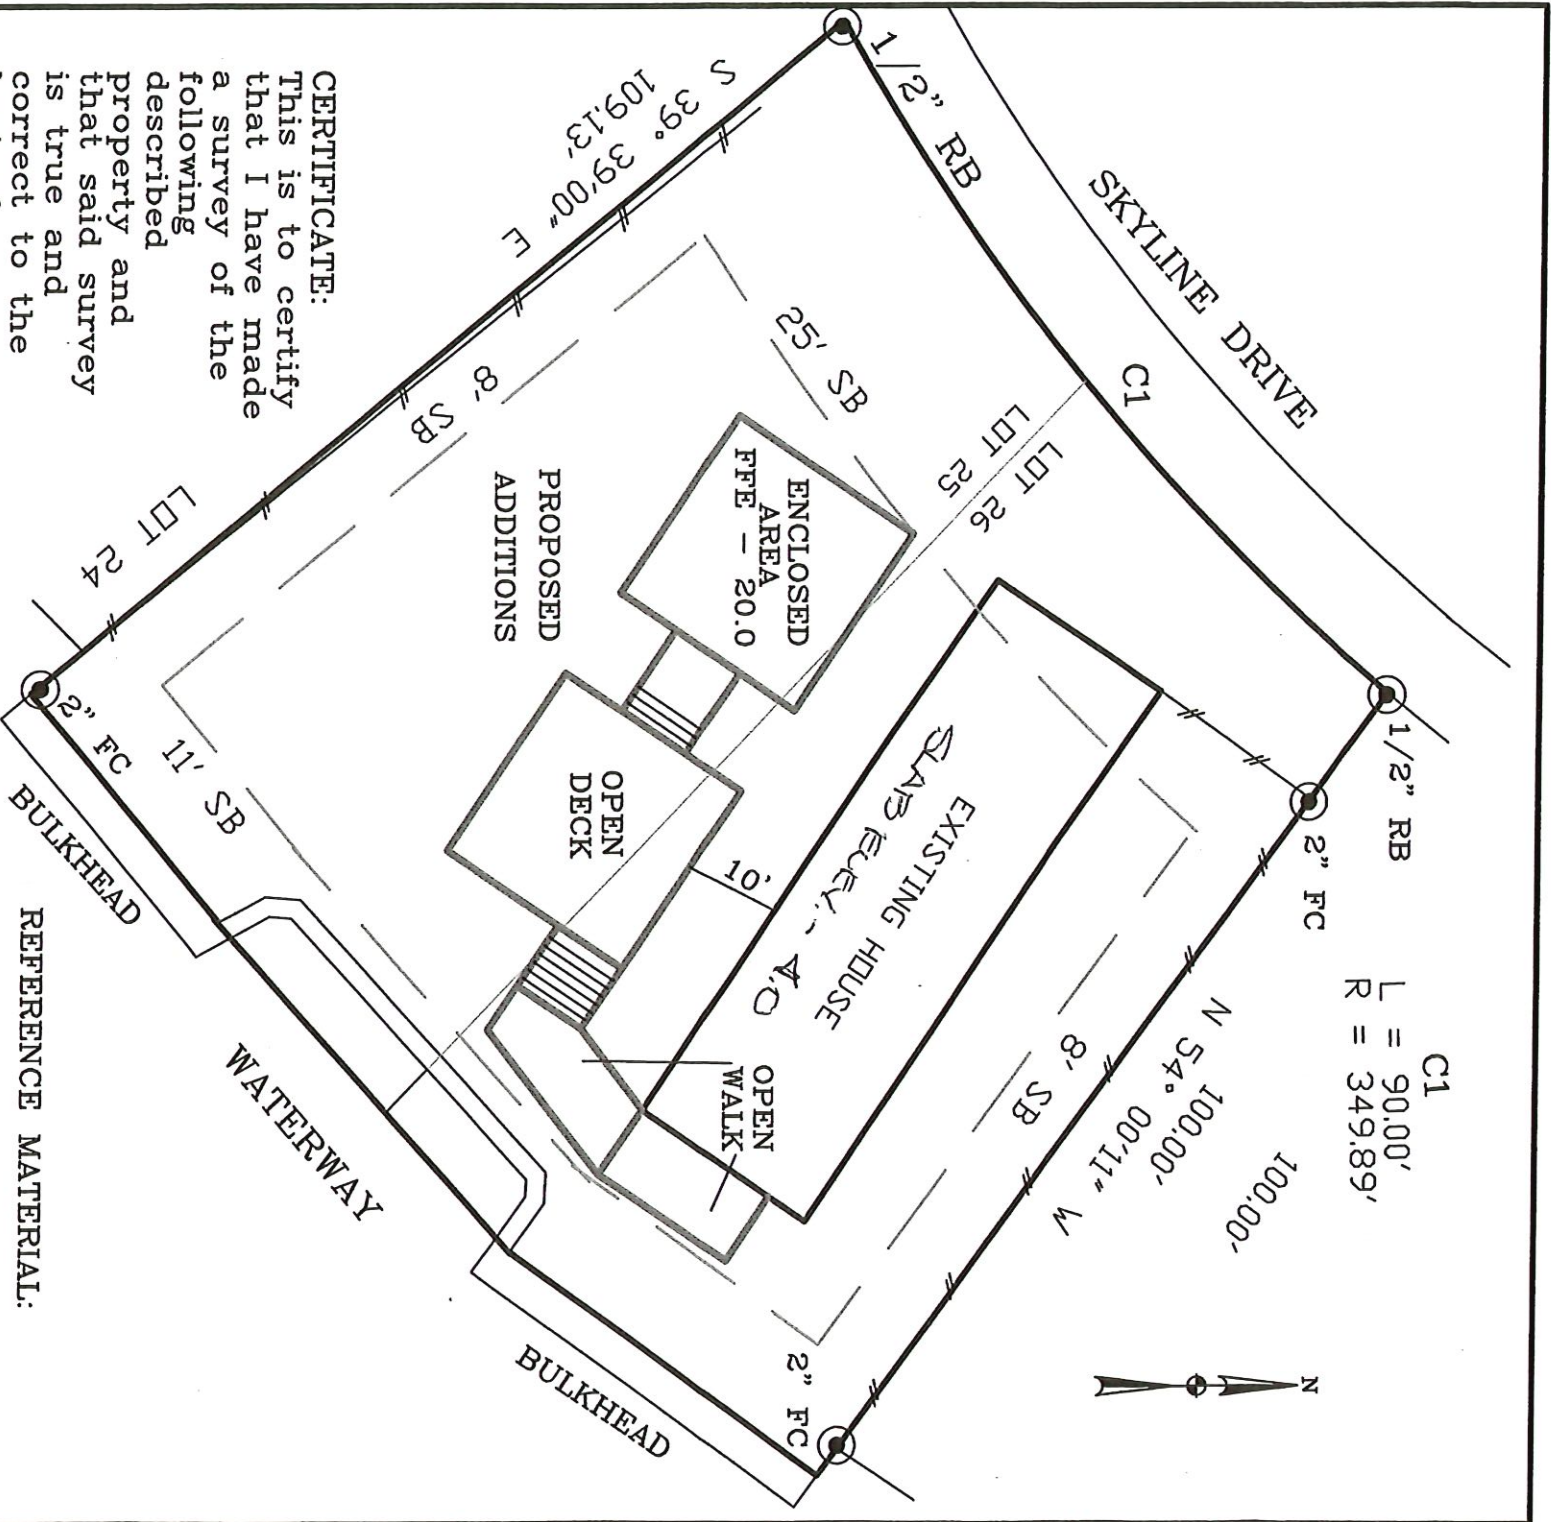 SKYLINE DRIVE
1/2" RB
C1
1/2" RB
2" FC
C1
L = 90.00'
R = 349.89'
100.00'
N 54° 00'11" W
100.00'
8' SB
N
S 39° 39'00" E
109.13'
25' SB
8' SB
LOT 26
LOT 25
ENCLOSED
AREA
FFE - 20.0
PROPOSED
ADDITIONS
EXISTING HOUSE
SLAB ELEV. -
10'
OPEN
DECK
OPEN
WALK
LOT 24
2" FC
11' SB
BULKHEAD
WATERWAY
BULKHEAD
2" FC
CERTIFICATE:
This is to certify
that I have made
a survey of the
following
described
property and
that said survey
is true and
correct to the
REFERENCE MATERIAL: